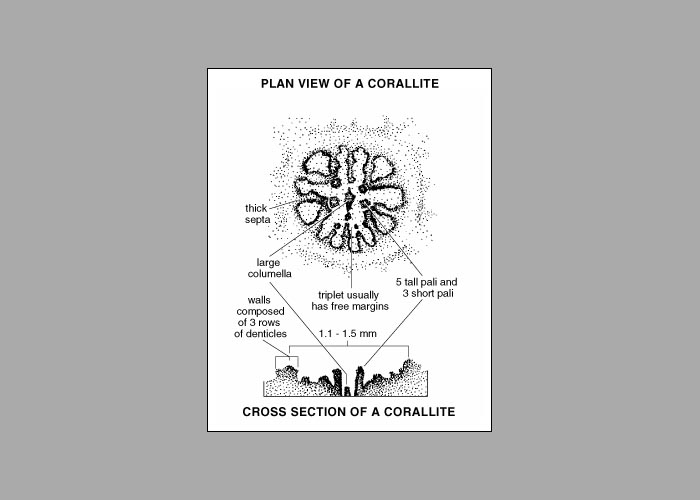 PLAN VIEW OF A CORALLITE
thick
septa
large
columella
triplet usually
has free margins
5 tall pali and
3 short pali
walls
composed
of 3 rows
of denticles
1.1 - 1.5 mm
CROSS SECTION OF A CORALLITE